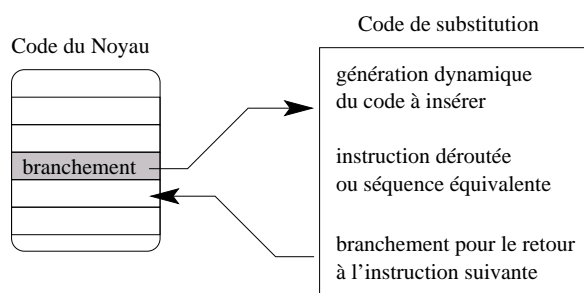 Code de substitution
Code du Noyau
génération dynamique
du code à insérer
branchement
instruction déroutée
ou séquence équivalente
branchement pour le retour
à l'instruction suivante